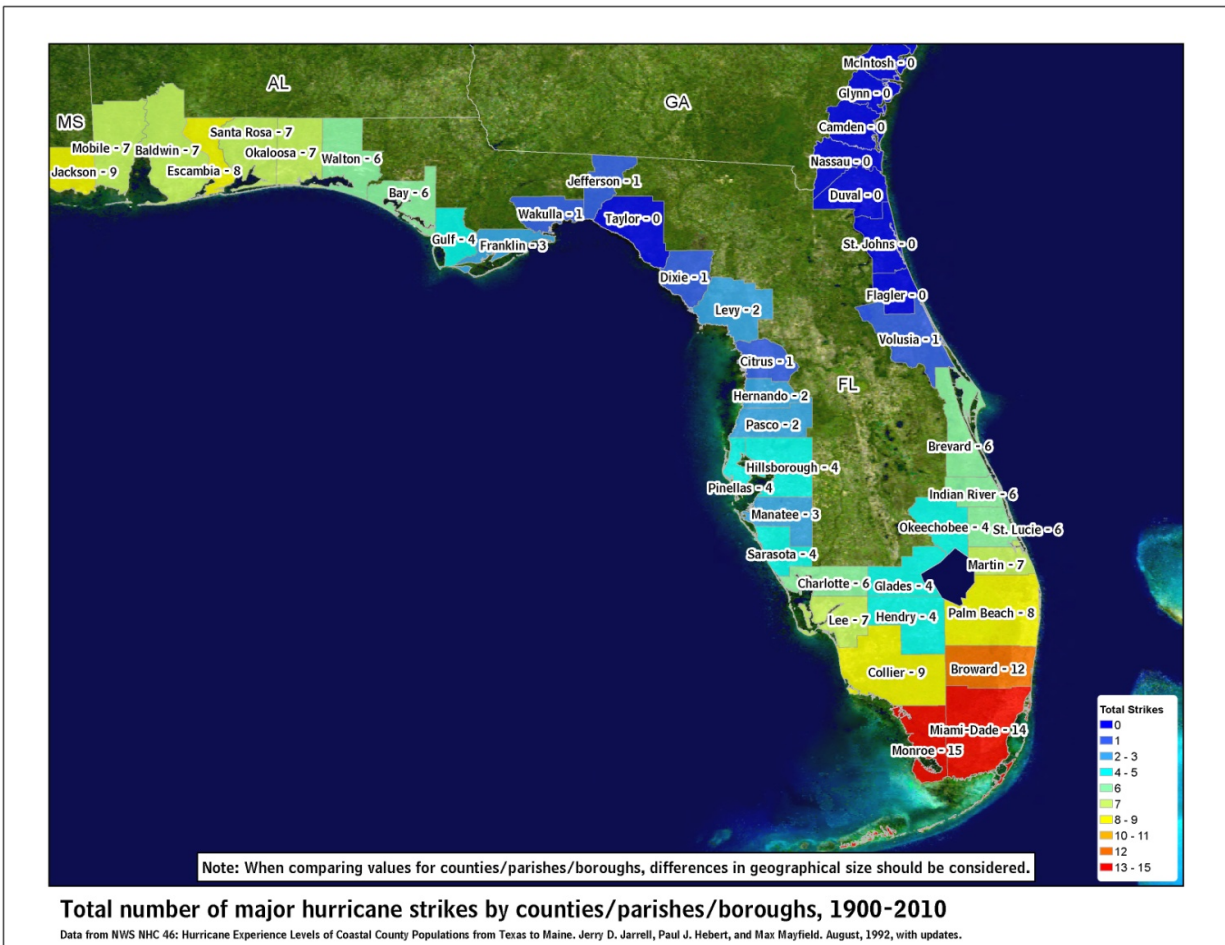 McIntosh - 0
AL
Glynn - 0
GA
MS
Camden - 0
Santa Rosa - 7
Mobile - 7
Baldwin - 7
Okaloosa - 7
Walton - 6
Nassau - 0
Jackson - 9
Escambia - 8
Jefferson - 1
Bay - 6
Duval - 0
Wakulla - 1
Taylor - 0
Gulf - 4
Franklin - 3
St. Johns - 0
Dixie - 1
Flagler - 0
Levy - 2
Volusia - 1
Citrus - 1
FL
Hernando - 2
Pasco - 2
Brevard - 6
Hillsborough - 4
Pinellas - 4
Indian River - 6
Manatee - 3
Okeechobee - 4
St. Lucie - 6
Sarasota - 4
Martin - 7
Charlotte - 6
Glades - 4
Palm Beach - 8
Lee - 7
Hendry - 4
Collier - 9
Broward - 12
Miami-Dade - 14
Monroe - 15
Total Strikes
0
1
2 - 3
4 - 5
6
7
8 - 9
10 - 11
12
13 - 15
Note: When comparing values for counties/parishes/boroughs, differences in geographical size should be considered.
Total number of major hurricane strikes by counties/parishes/boroughs, 1900-2010
Data from NWS NHC 46: Hurricane Experience Levels of Coastal County Populations from Texas to Maine. Jerry D. Jarrell, Paul J. Hebert, and Max Mayfield. August, 1992, with updates.